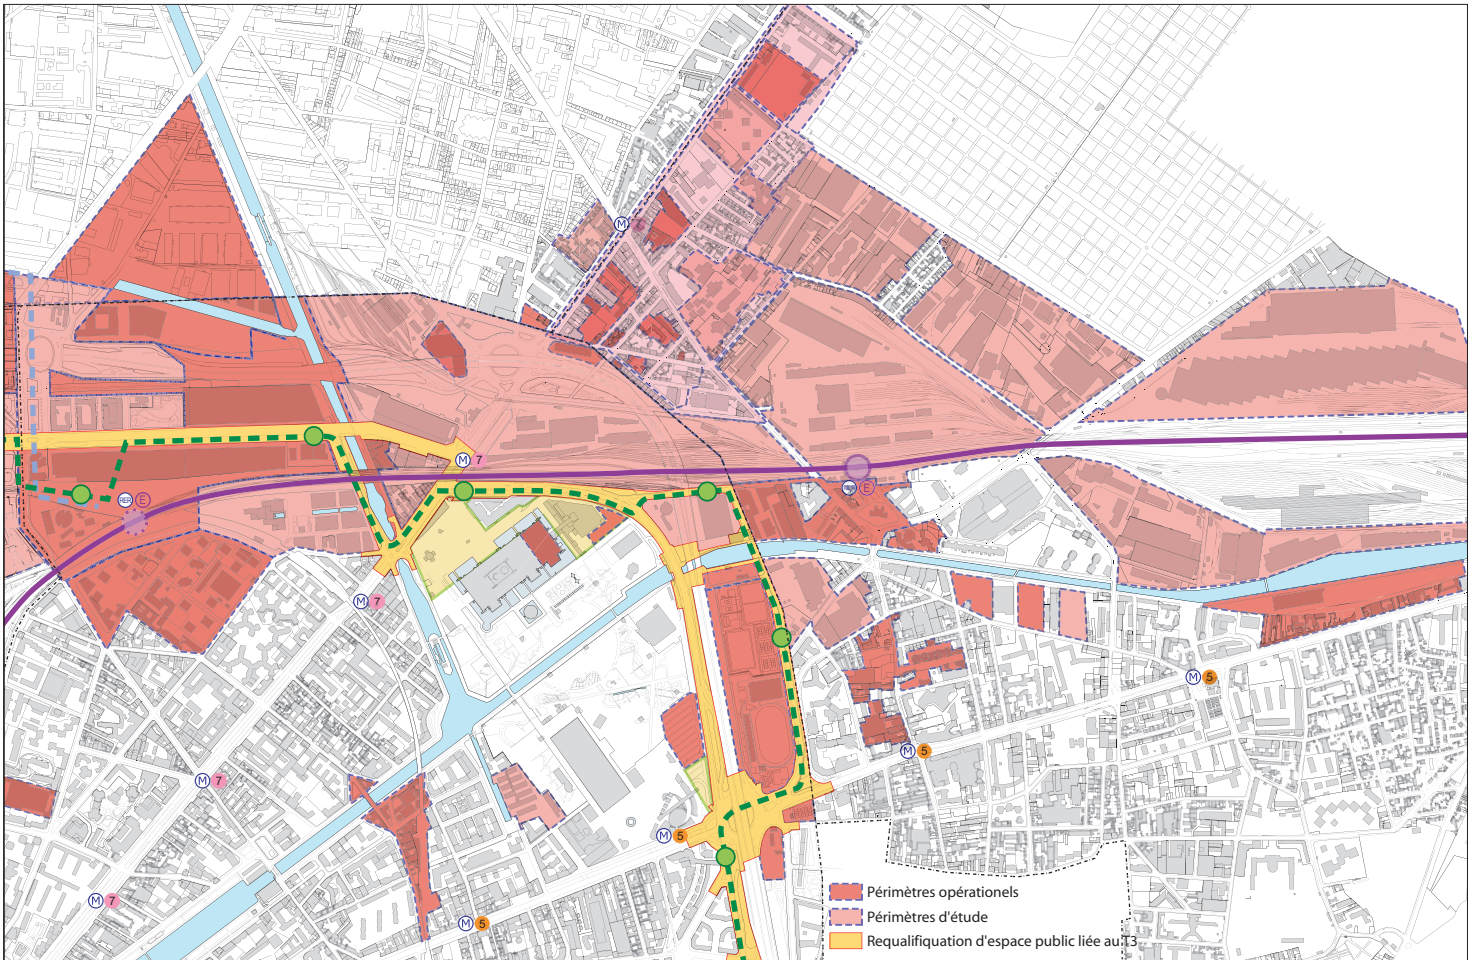 M
M 7
RER E
E
M 7
M 5
M 7
M 5
M 5
M 7
M 5
Périmètres opérationels
Périmètres d'étude
Requalifiquation d'espace public liée au T3